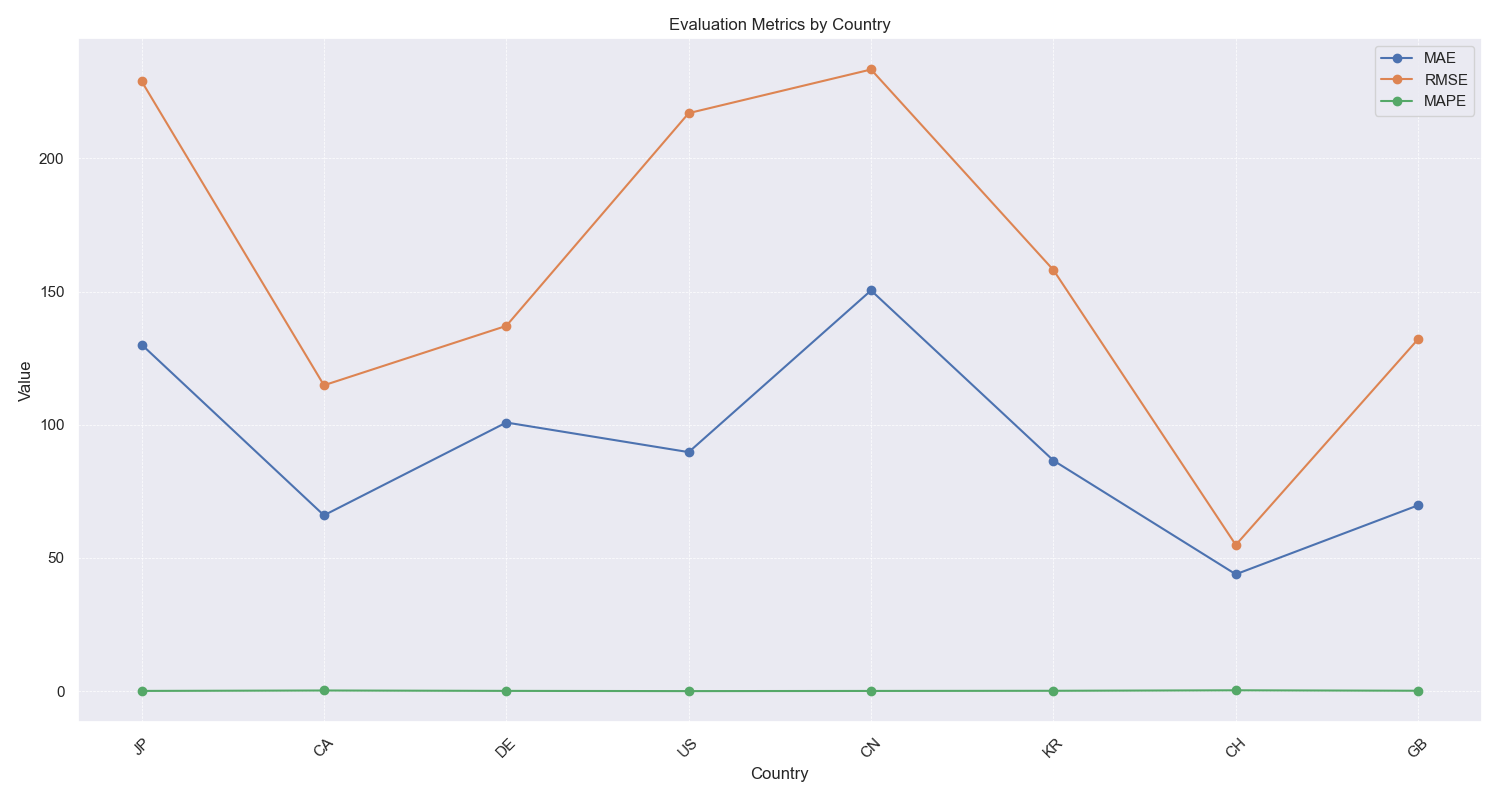 Evaluation Metrics by Country
MAE
RMSE
MAPE
200
150
100
50
0
Value
JP
CA
DE
US
CN
KR
CH
GB
Country